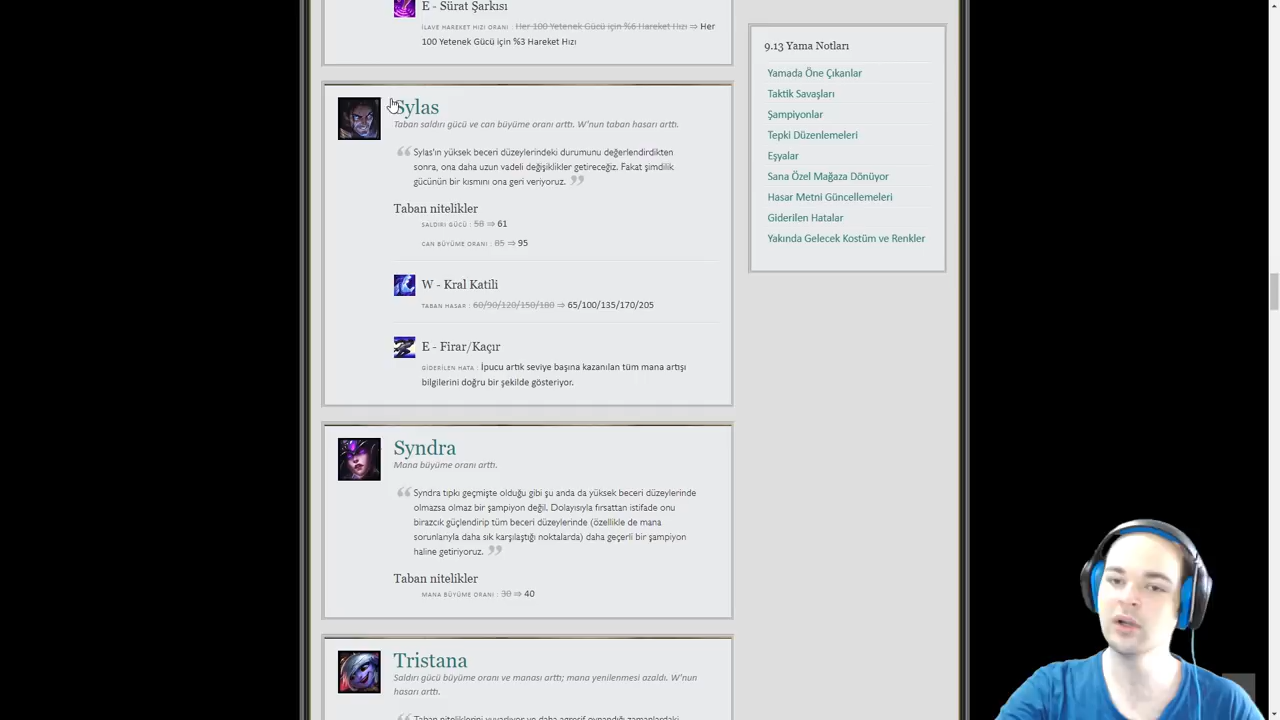 E - Sürat Şarkısı
İLAVE HAREKET HIZI ORANI : Her 100 Yetenek Gücü için %6 Hareket Hızı ⇒ Her
100 Yetenek Gücü için %3 Hareket Hızı
Sylas
Taban saldırı gücü ve can büyüme oranı arttı. W'nun taban hasarı arttı.
Sylas'ın yüksek beceri düzeylerindeki durumunu değerlendirdikten
sonra, ona daha uzun vadeli değişiklikler getireceğiz. Fakat şimdilik
gücünün bir kısmını ona geri veriyoruz.
Taban nitelikler
SALDIRI GÜCÜ : 58 ⇒ 61
CAN BÜYÜME ORANI : 85 ⇒ 95
W - Kral Katili
TABAN HASAR : 60/90/120/150/180 ⇒ 65/100/135/170/205
E - Firar/Kaçır
GİDERİLEN HATA : İpucu artık seviye başına kazanılan tüm mana artışı
bilgilerini doğru bir şekilde gösteriyor.
Syndra
Mana büyüme oranı arttı.
Syndra tıpkı geçmişte olduğu gibi şu anda da yüksek beceri düzeylerinde
olmazsa olmaz bir şampiyon değil. Dolayısıyla fırsattan istifade onu
birazcık güçlendirip tüm beceri düzeylerinde (özellikle de mana
sorunlarıyla daha sık karşılaştığı noktalarda) daha geçerli bir şampiyon
haline getiriyoruz.
Taban nitelikler
MANA BÜYÜME ORANI : 30 ⇒ 40
Tristana
Saldırı gücü büyüme oranı ve manası arttı; mana yenilenmesi azaldı. W'nun
hasarı arttı.
Taban niteliklerini yuvarlıyor ve daha agresif oynandığı zamanlardaki
9.13 Yama Notları
Yamada Öne Çıkanlar
Taktik Savaşları
Şampiyonlar
Tepki Düzenlemeleri
Eşyalar
Sana Özel Mağaza Dönüyor
Hasar Metni Güncellemeleri
Giderilen Hatalar
Yakında Gelecek Kostüm ve Renkler